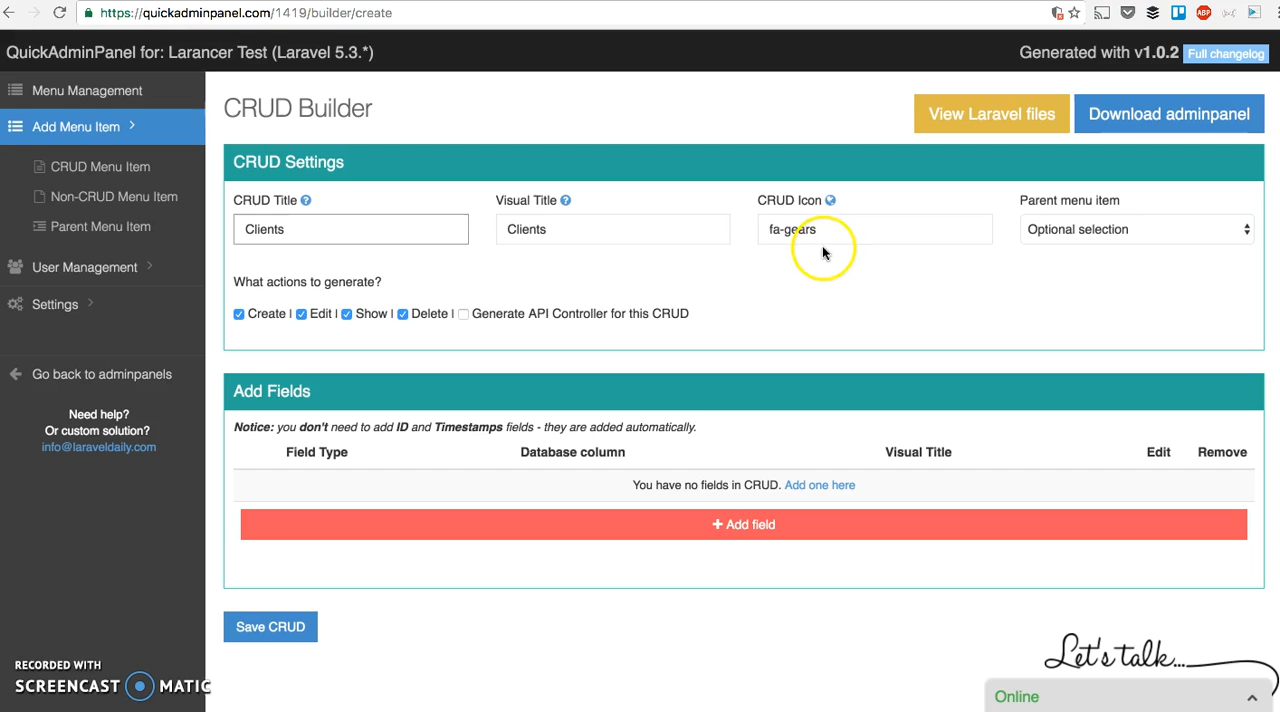 https://quickadminpanel.com/1419/builder/create
ABP
QuickAdminPanel for: Larancer Test (Laravel 5.3.*)
Generated with v1.0.2 Full changelog
Menu Management
Add Menu Item
CRUD Menu Item
Non-CRUD Menu Item
Parent Menu Item
User Management
Settings
Go back to adminpanels
Need help?
Or custom solution?
info@laraveldaily.com
CRUD Builder
View Laravel files
Download adminpanel
CRUD Settings
CRUD Title Visual Title CRUD Icon Parent menu item
Clients Clients fa-gears Optional selection
What actions to generate?
Create | Edit | Show | Delete | Generate API Controller for this CRUD
Add Fields
Notice: you don't need to add ID and Timestamps fields - they are added automatically.
Field Type Database column Visual Title Edit Remove
You have no fields in CRUD. Add one here
+ Add field
Save CRUD
RECORDED WITH
SCREENCAST MATIC
Let's talk...
Online